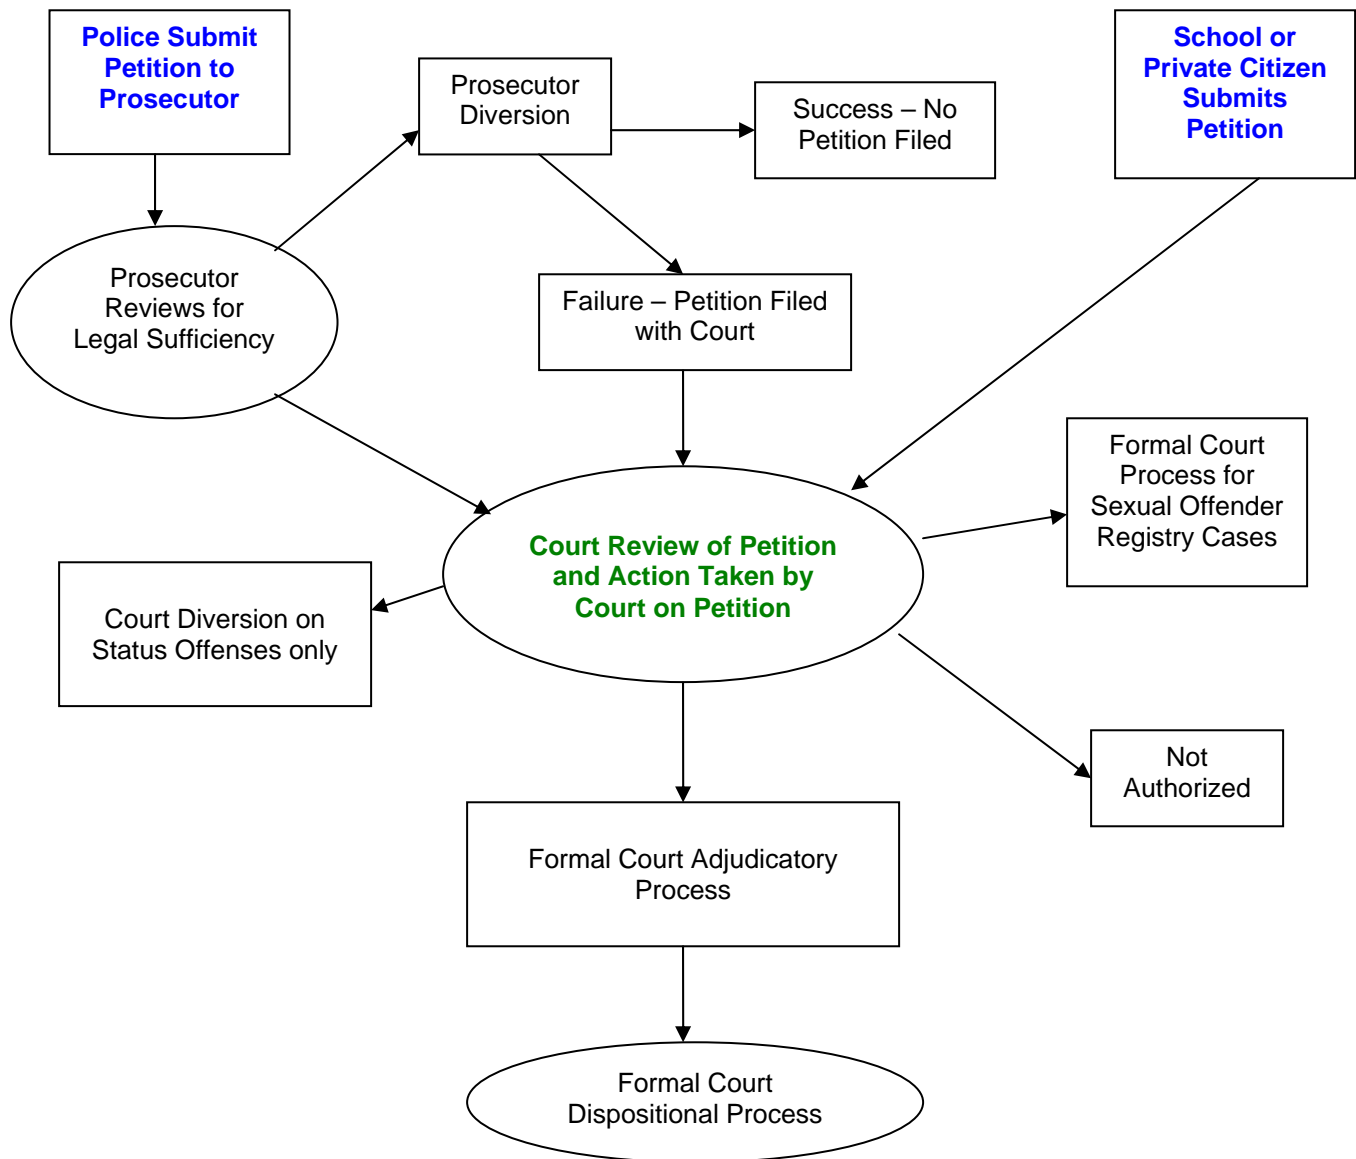 Police Submit
Petition to
Prosecutor
Prosecutor
Diversion
Success – No
Petition Filed
School or
Private Citizen
Submits
Petition
Prosecutor
Reviews for
Legal Sufficiency
Failure – Petition Filed
with Court
Formal Court
Process for
Sexual Offender
Registry Cases
Court Review of Petition
and Action Taken by
Court on Petition
Court Diversion on
Status Offenses only
Not
Authorized
Formal Court Adjudicatory
Process
Formal Court
Dispositional Process